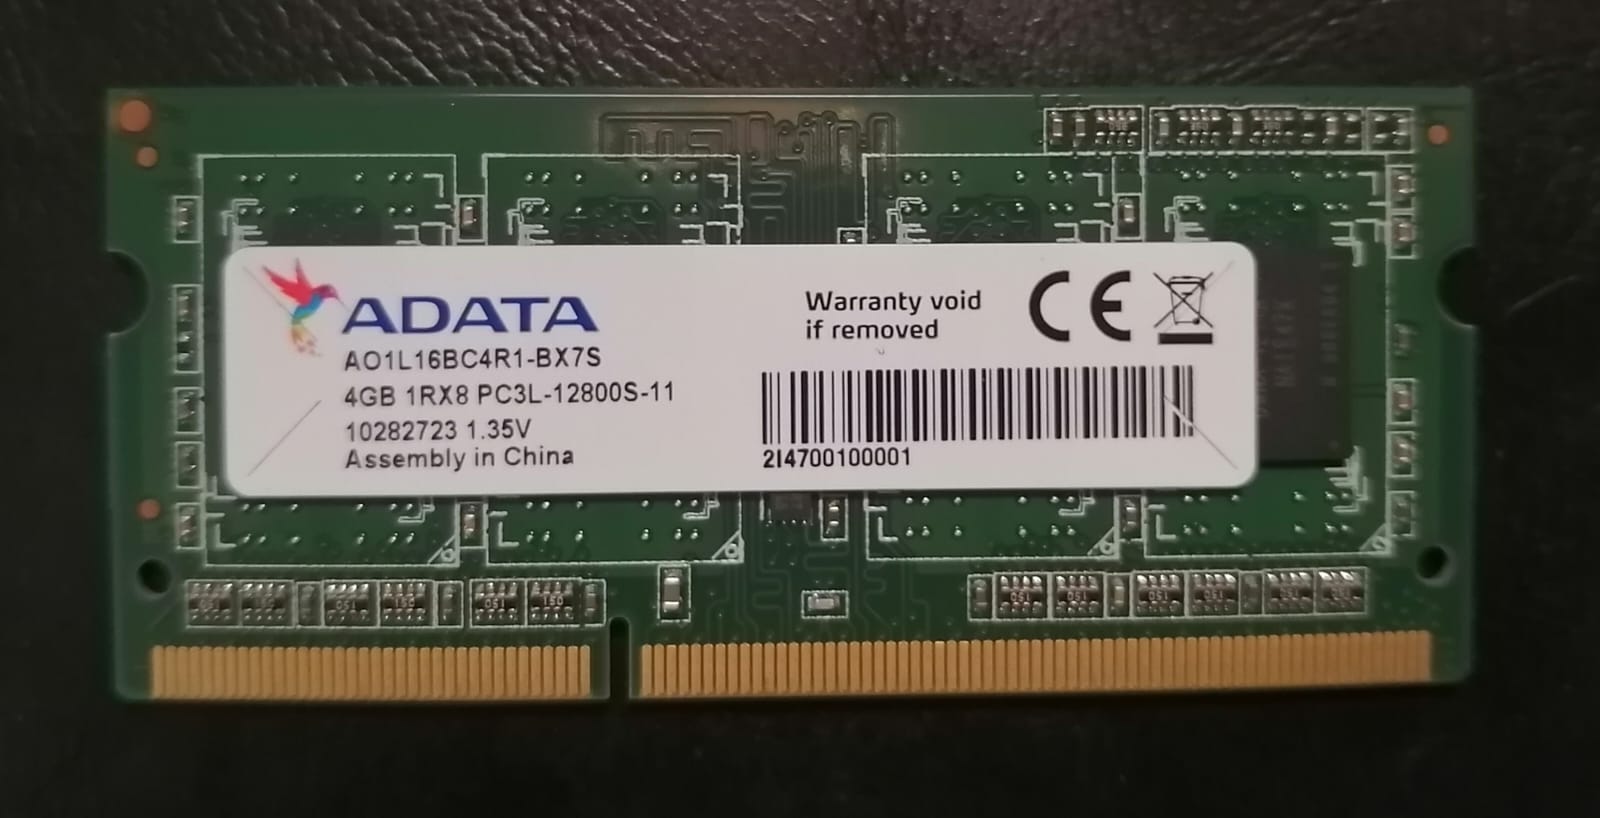 ADATA
AO1L16BC4R1-BX7S
4GB 1RX8 PC3L-12800S-11
10282723 1.35V
Assembly in China
Warranty void
if removed
CE
2I4700100001